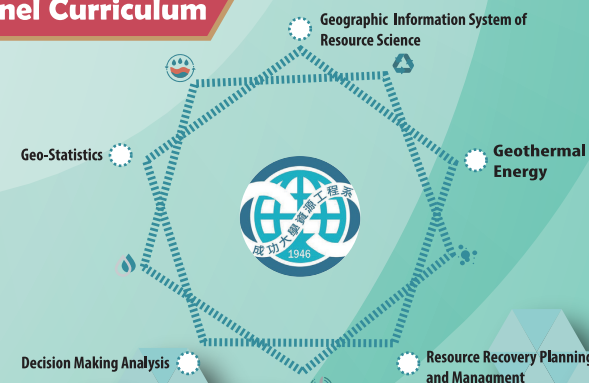 nel Curriculum
Geographic Information System of
Resource Science
Geo-Statistics
Geothermal
Energy
成功大學資源工程系
1946
Decision Making Analysis
Resource Recovery Planning
and Managment